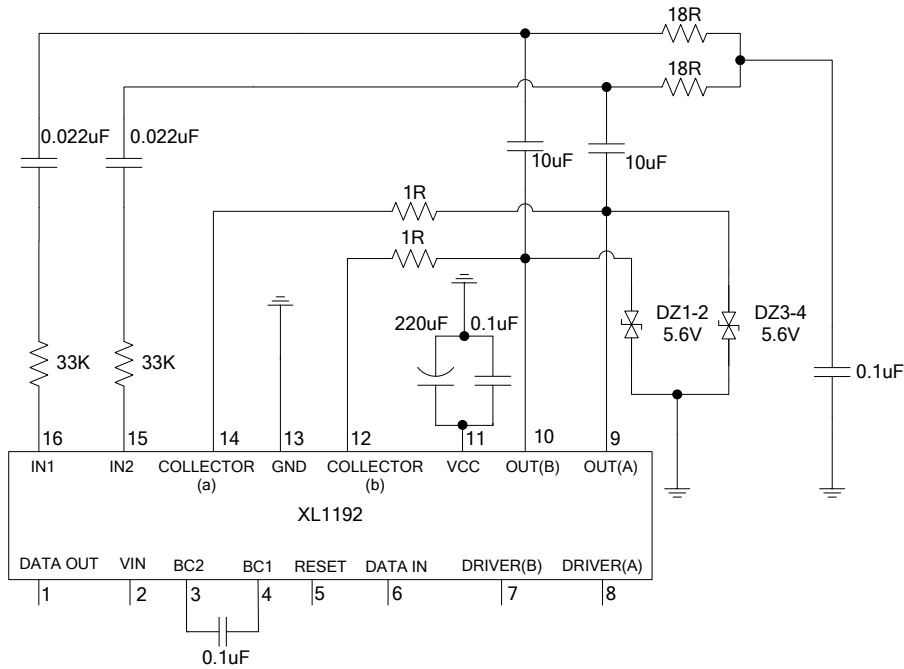 18R
18R
0.022uF
0.022uF
10uF
10uF
1R
1R
220uF
0.1uF
DZ1-2
5.6V
DZ3-4
5.6V
33K
33K
0.1uF
16
15
14
13
12
11
10
9
IN1
IN2
COLLECTOR
(a)
GND
COLLECTOR
(b)
VCC
OUT(B)
OUT(A)
XL1192
DATA OUT
VIN
BC2
BC1
RESET
DATA IN
DRIVER(B)
DRIVER(A)
1
2
3
4
5
6
7
8
0.1uF